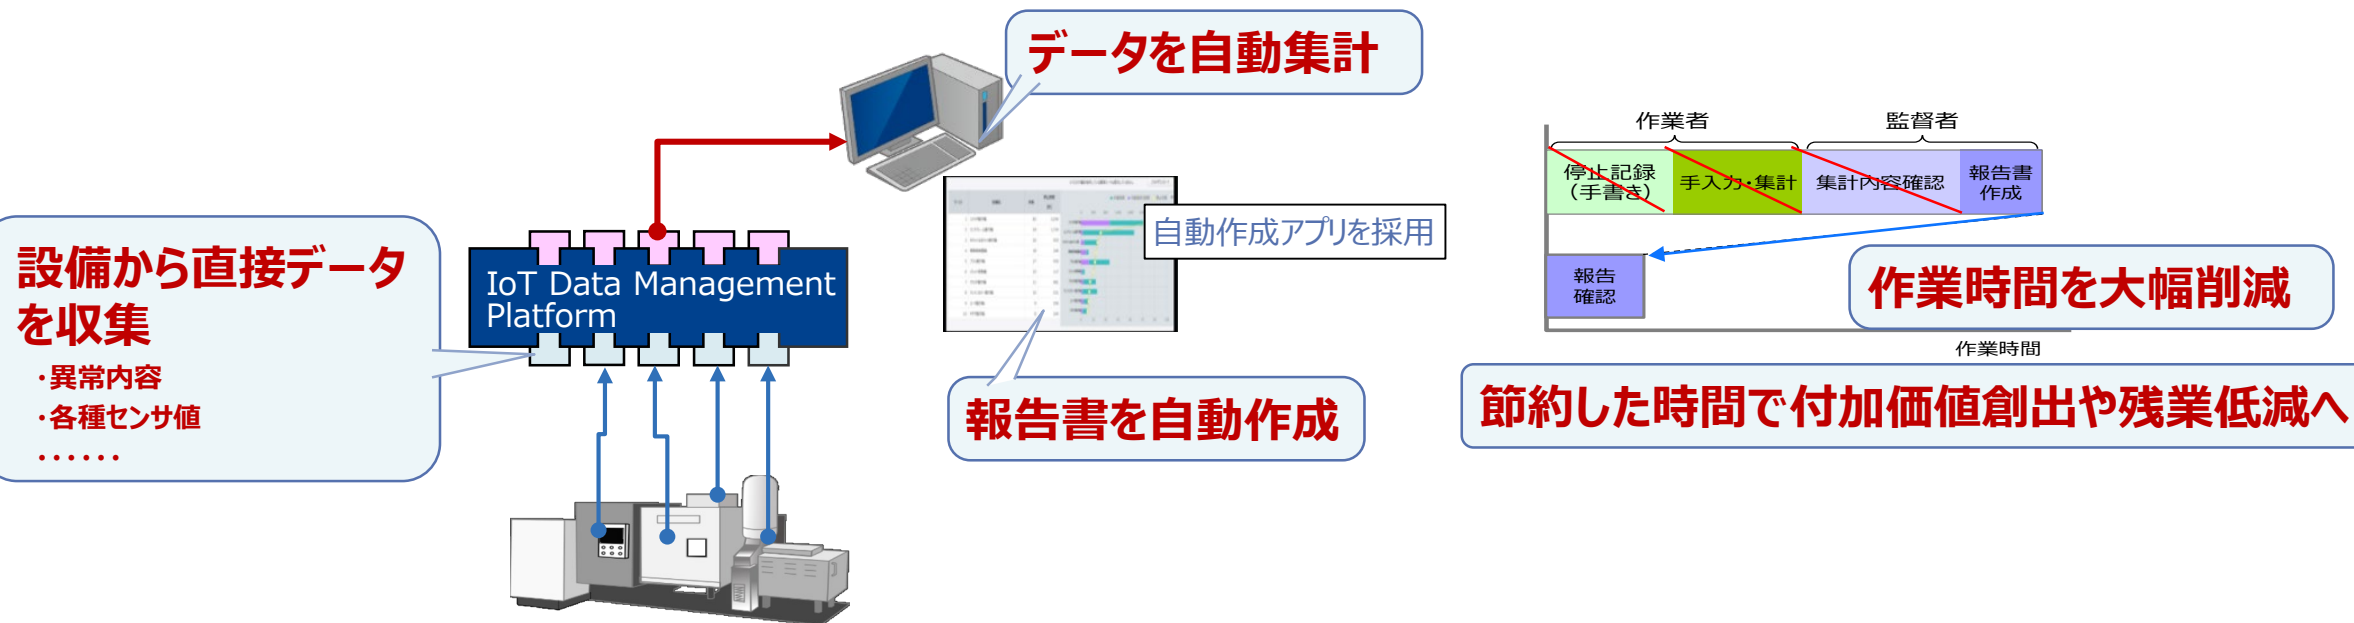 データを自動集計
設備から直接データ
を収集
・異常内容
・各種センサ値
・・・・・・
IoT Data Management
Platform
自動作成アプリを採用
報告書を自動作成
作業者
監督者
停止記録
(手書き)
手入力・集計
集計内容確認
報告書
作成
報告
確認
作業時間を大幅削減
作業時間
節約した時間で付加価値創出や残業低減へ